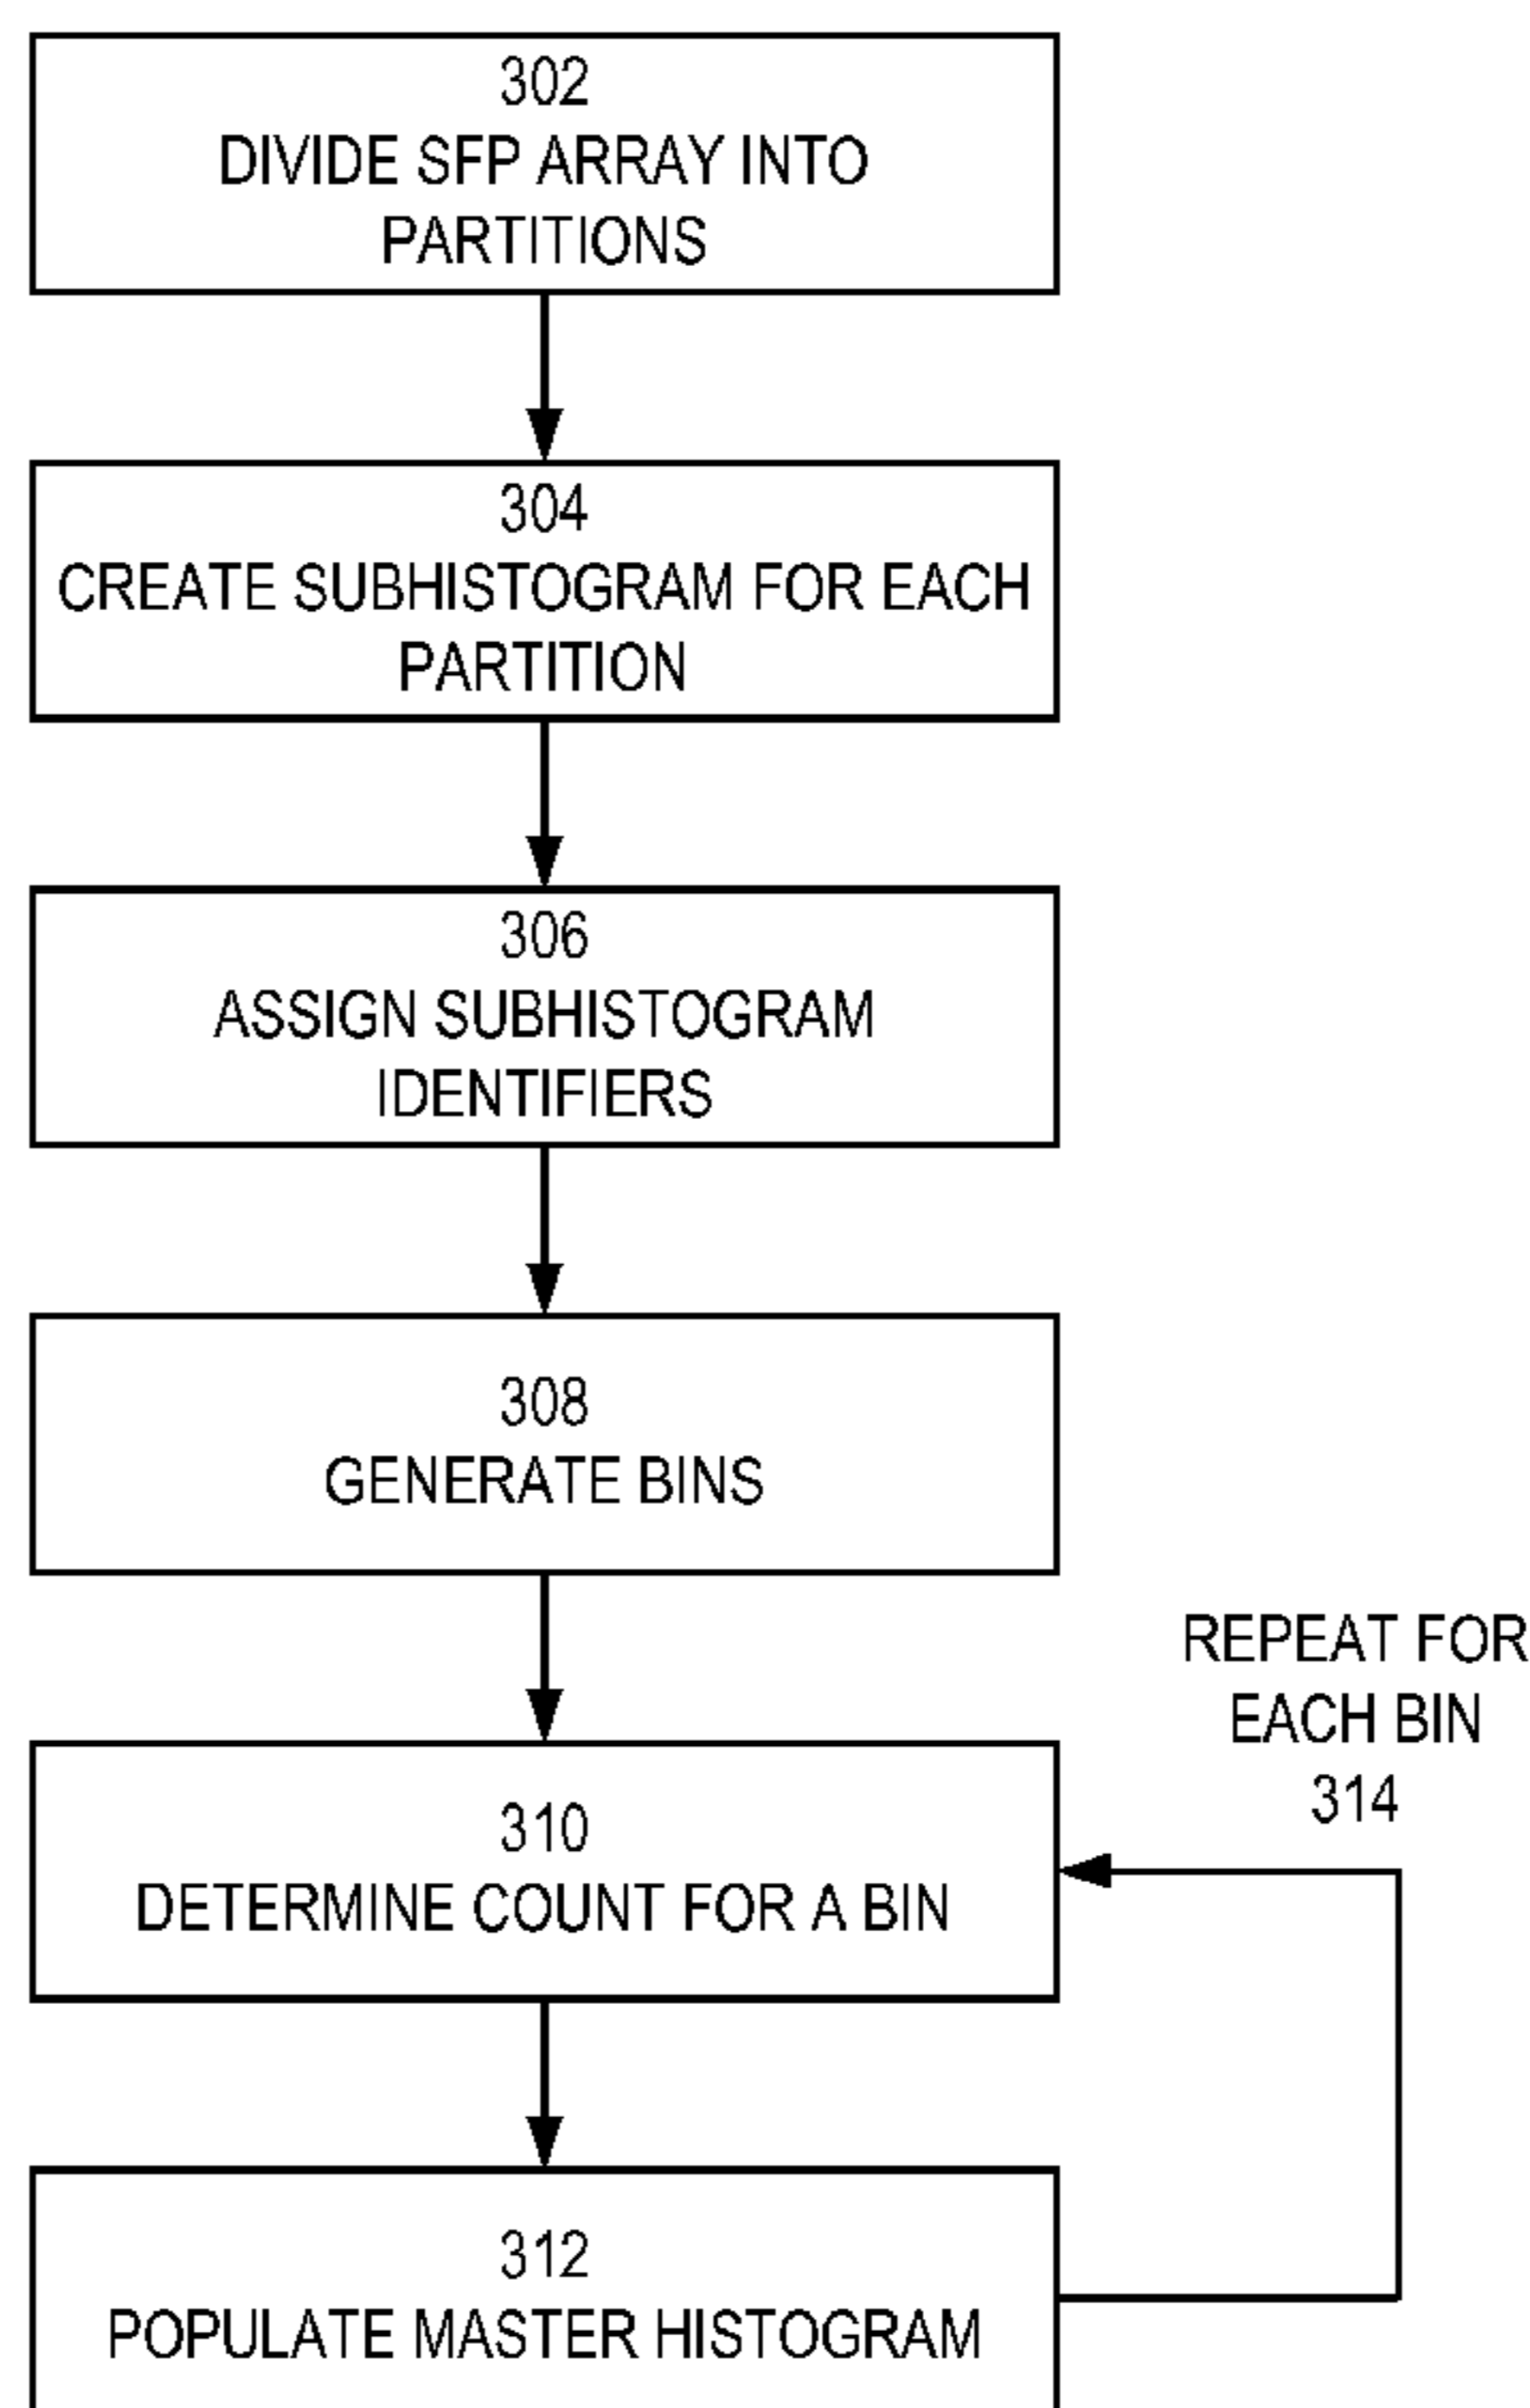 302
DIVIDE SFP ARRAY INTO
PARTITIONS
304
CREATE SUBHISTOGRAM FOR EACH
PARTITION
306
ASSIGN SUBHISTOGRAM
IDENTIFIERS
308
GENERATE BINS
REPEAT FOR
EACH BIN
314
310
DETERMINE COUNT FOR A BIN
312
POPULATE MASTER HISTOGRAM